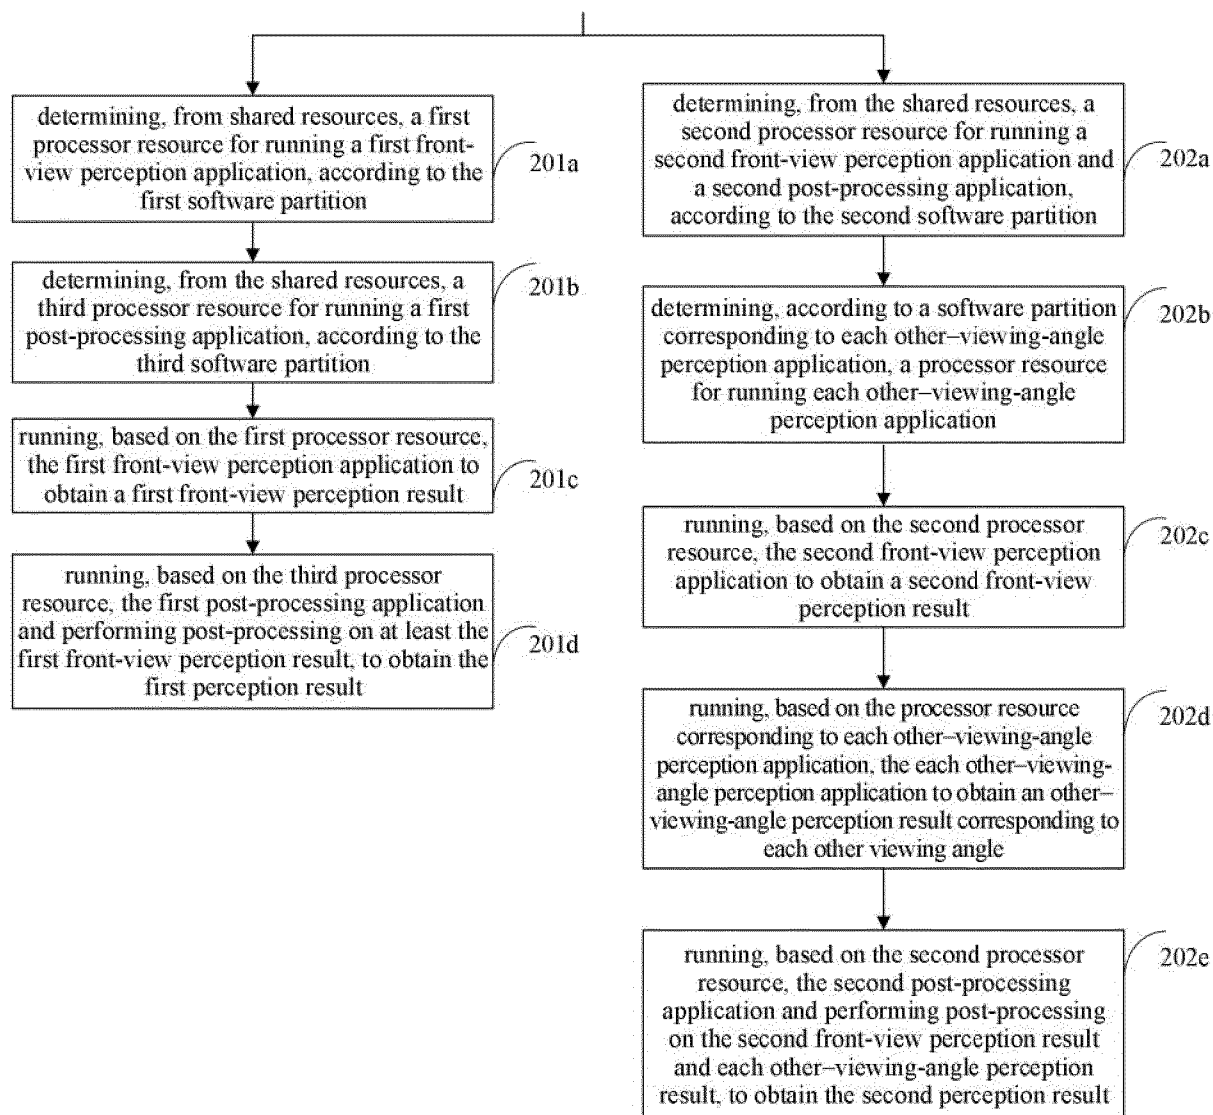 determining, from shared resources, a first
processor resource for running a first front-
view perception application, according to the
first software partition
201a
determining, from the shared resources, a
third processor resource for running a first
post-processing application, according to the
third software partition
201b
running, based on the first processor resource,
the first front-view perception application to
obtain a first front-view perception result
201c
running, based on the third processor
resource, the first post-processing application
and performing post-processing on at least the
first front-view perception result, to obtain the
first perception result
201d
determining, from the shared resources, a
second processor resource for running a
second front-view perception application and
a second post-processing application,
according to the second software partition
202a
determining, according to a software partition
corresponding to each other–viewing-angle
perception application, a processor resource
for running each other–viewing-angle
perception application
202b
running, based on the second processor
resource, the second front-view perception
application to obtain a second front-view
perception result
202c
running, based on the processor resource
corresponding to each other–viewing-angle
perception application, the each other–viewing-
angle perception application to obtain an other–
viewing-angle perception result corresponding to
each other viewing angle
202d
running, based on the second processor
resource, the second post-processing
application and performing post-processing
on the second front-view perception result
and each other–viewing-angle perception
result, to obtain the second perception result
202e